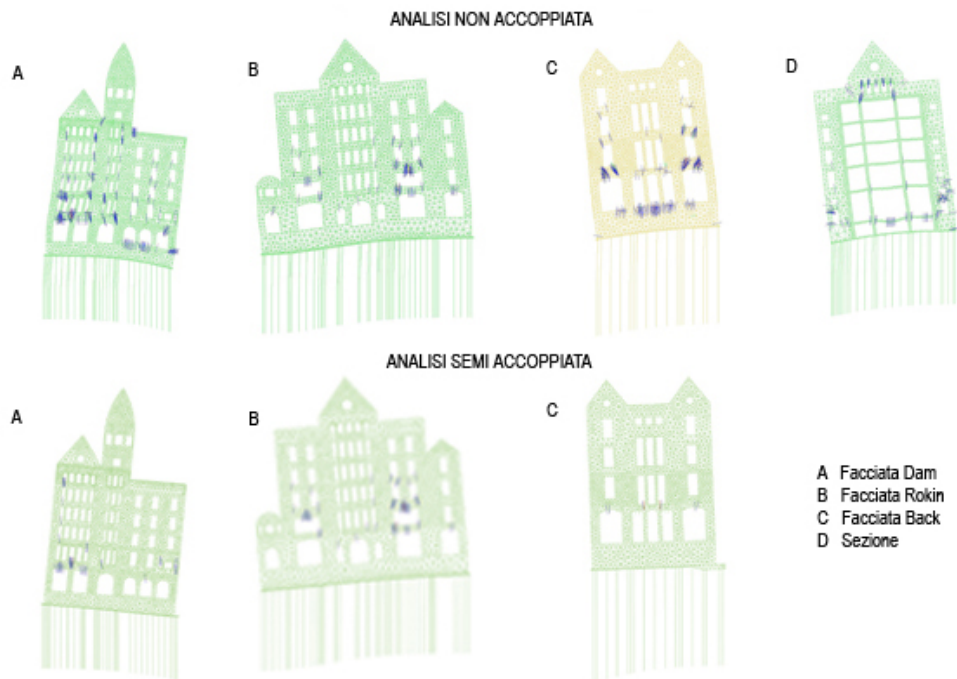 ANALISI NON ACCOPPIATA
A
B
C
D
ANALISI SEMI ACCOPPIATA
A
B
C
A Facciata Dam
B Facciata Rokin
C Facciata Back
D Sezione